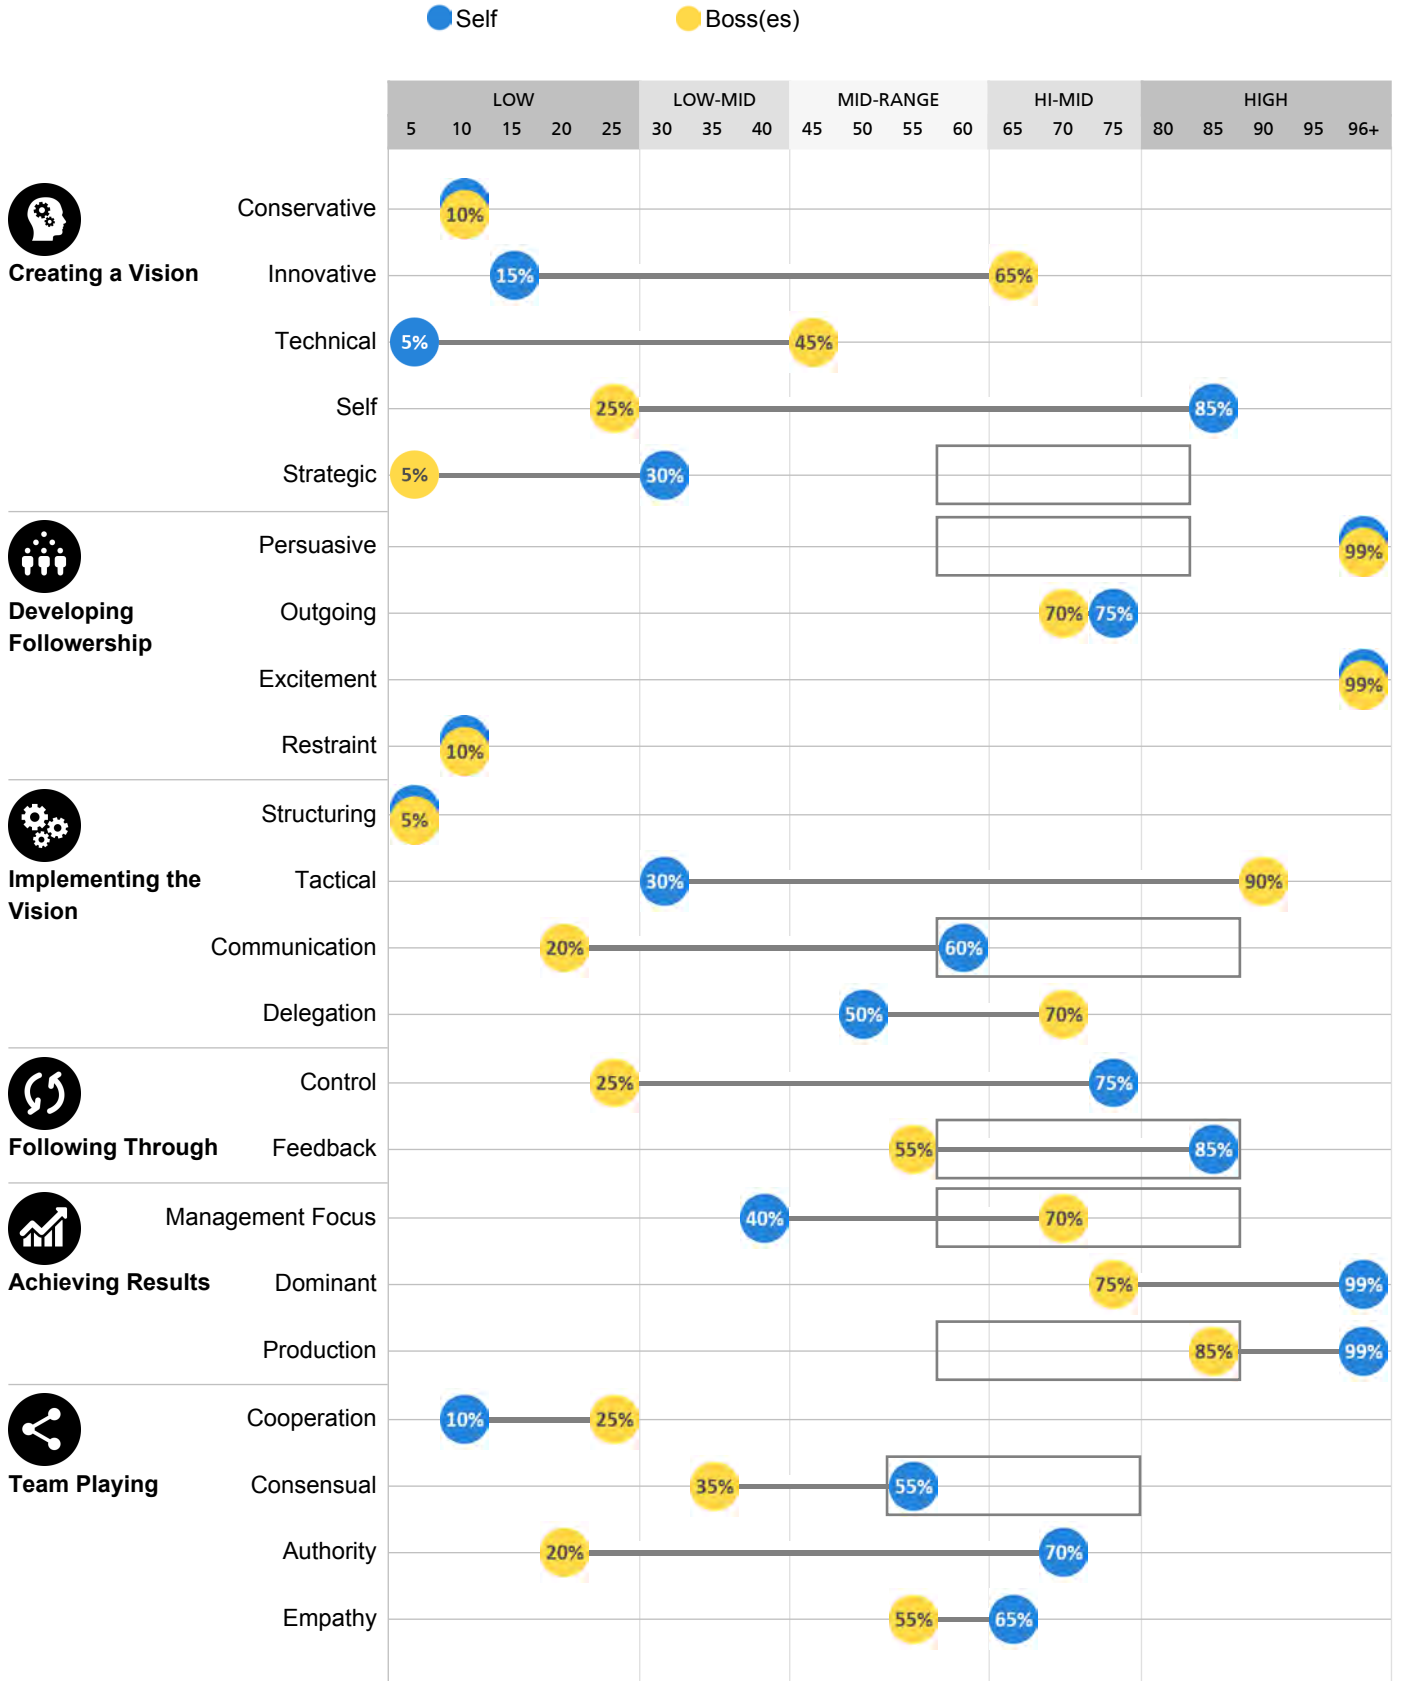 Self Boss(es)
LOW LOW-MID MID-RANGE HI-MID HIGH
5 10 15 20 25 30 35 40 45 50 55 60 65 70 75 80 85 90 95 96+
Conservative 10%
Creating a Vision Innovative 15% 65%
Technical 5% 45%
Self 25% 85%
Strategic 5% 30%
Persuasive 99%
Developing
Followership
Outgoing 70% 75%
Excitement 99%
Restraint 10%
Structuring 5%
Implementing the
Vision
Tactical 30% 90%
Communication 20% 60%
Delegation 50% 70%
Control 25% 75%
Following Through Feedback 55% 85%
Management Focus 40% 70%
Achieving Results Dominant 75% 99%
Production 85% 99%
Cooperation 10% 25%
Team Playing Consensual 35% 55%
Authority 20% 70%
Empathy 55% 65%